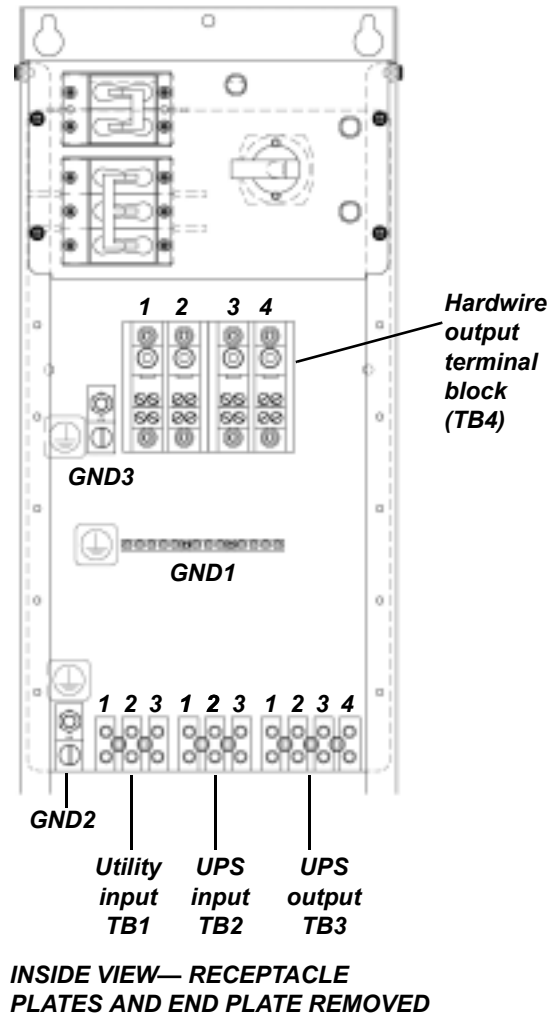 1 2 3 4
Hardwire
output
terminal
block
(TB4)
GND3
GND1
1 2 3 1 2 3 1 2 3 4
GND2
Utility
input
TB1
UPS
input
TB2
UPS
output
TB3
INSIDE VIEW— RECEPTACLE
PLATES AND END PLATE REMOVED